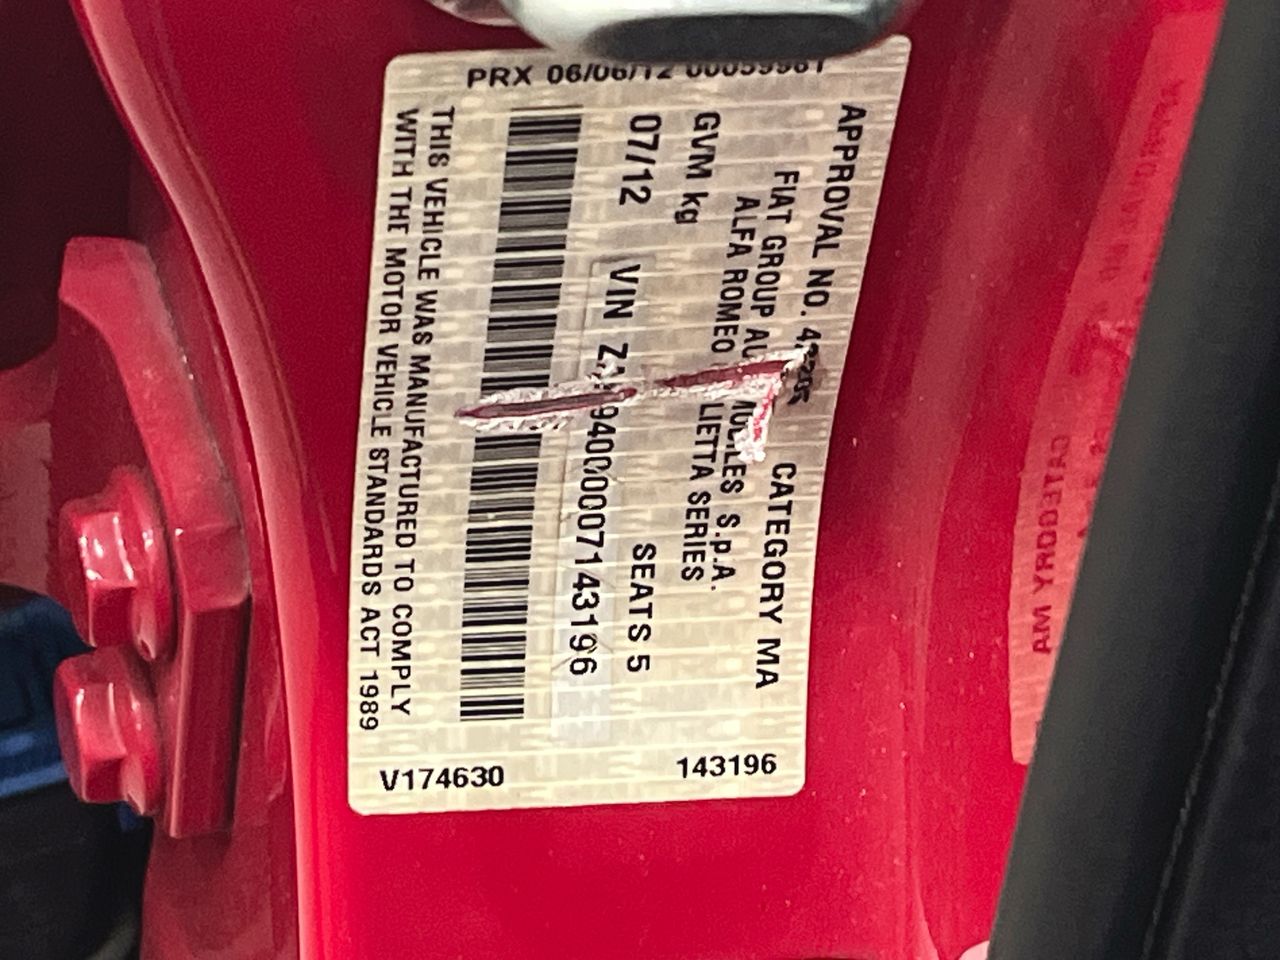 PRX 06/06/12
APPROVAL NO. CATEGORY MA
FIAT GROUP S.p.A.
ALFA ROMEO SERIES
GVM kg
07/12 SEATS 5
VIN
THIS VEHICLE WAS MANUFACTURED TO COMPLY
WITH THE MOTOR VEHICLE STANDARDS ACT 1989
V174630 143196